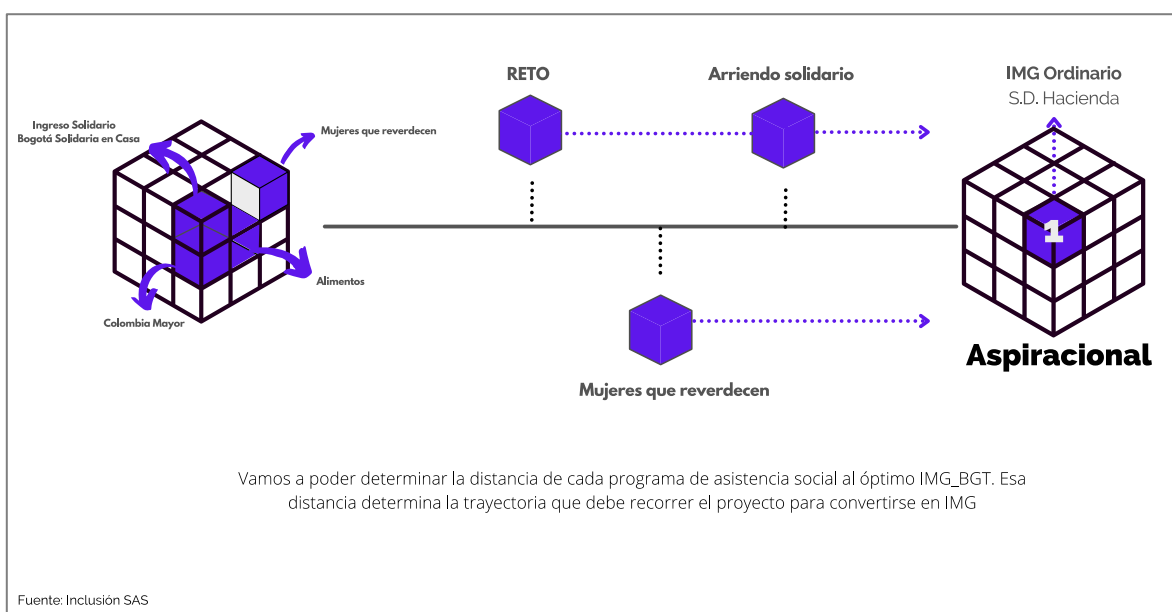 RETO
Arriendo solidario
IMG Ordinario
S.D. Hacienda
Ingreso Solidario
Bogotá Solidaria en Casa
Mujeres que reverdecen
Alimentos
Colombia Mayor
1
Aspiracional
Mujeres que reverdecen
Vamos a poder determinar la distancia de cada programa de asistencia social al óptimo IMG_BGT. Esa
distancia determina la trayectoria que debe recorrer el proyecto para convertirse en IMG
Fuente: Inclusión SAS